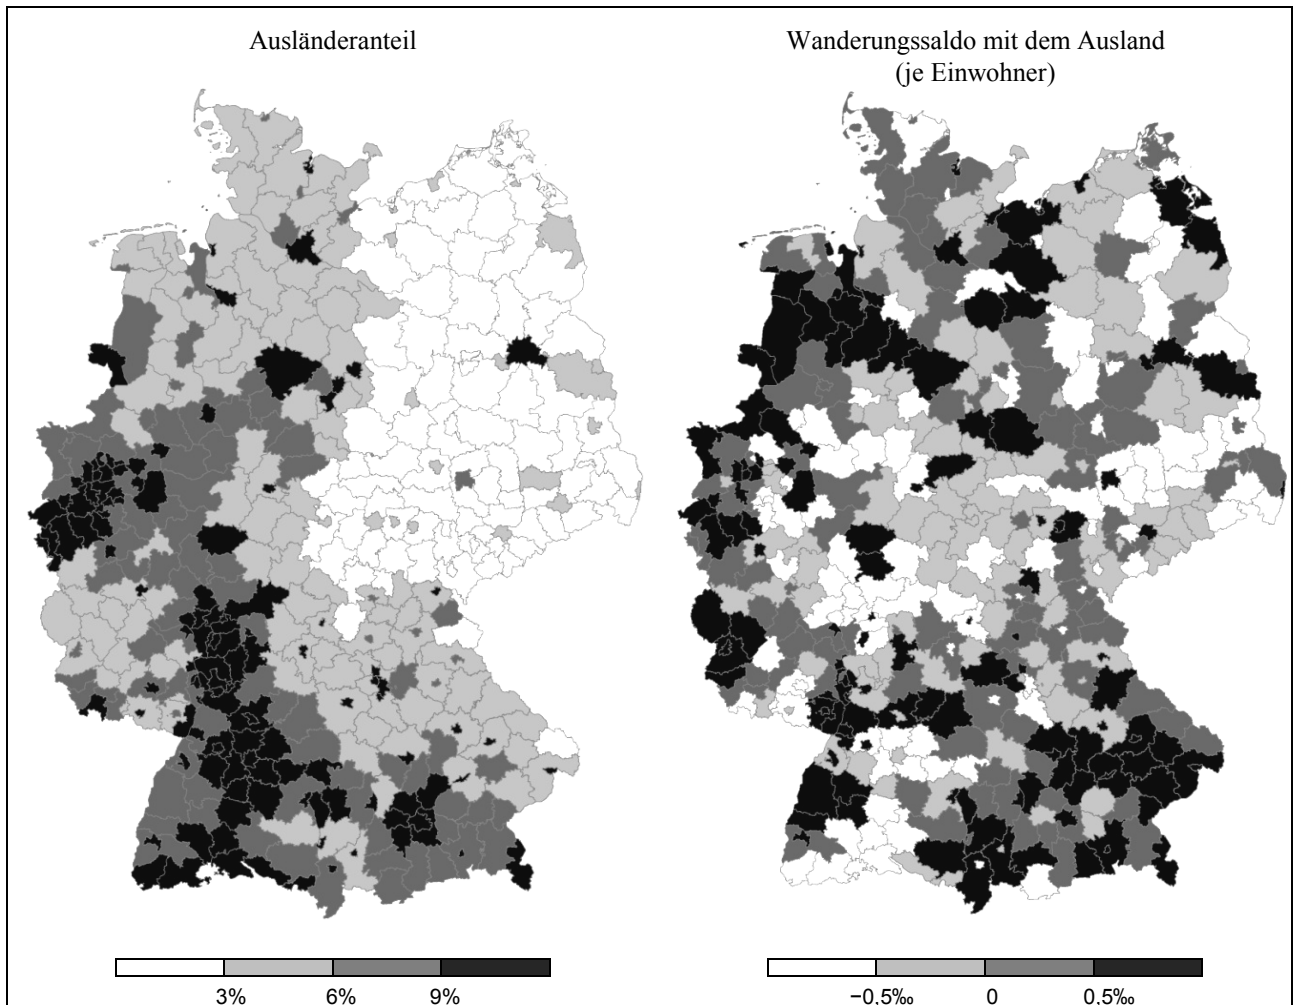 Ausländeranteil
Wanderungssaldo mit dem Ausland
(je Einwohner)
3% 6% 9%
−0.5‰ 0 0.5‰